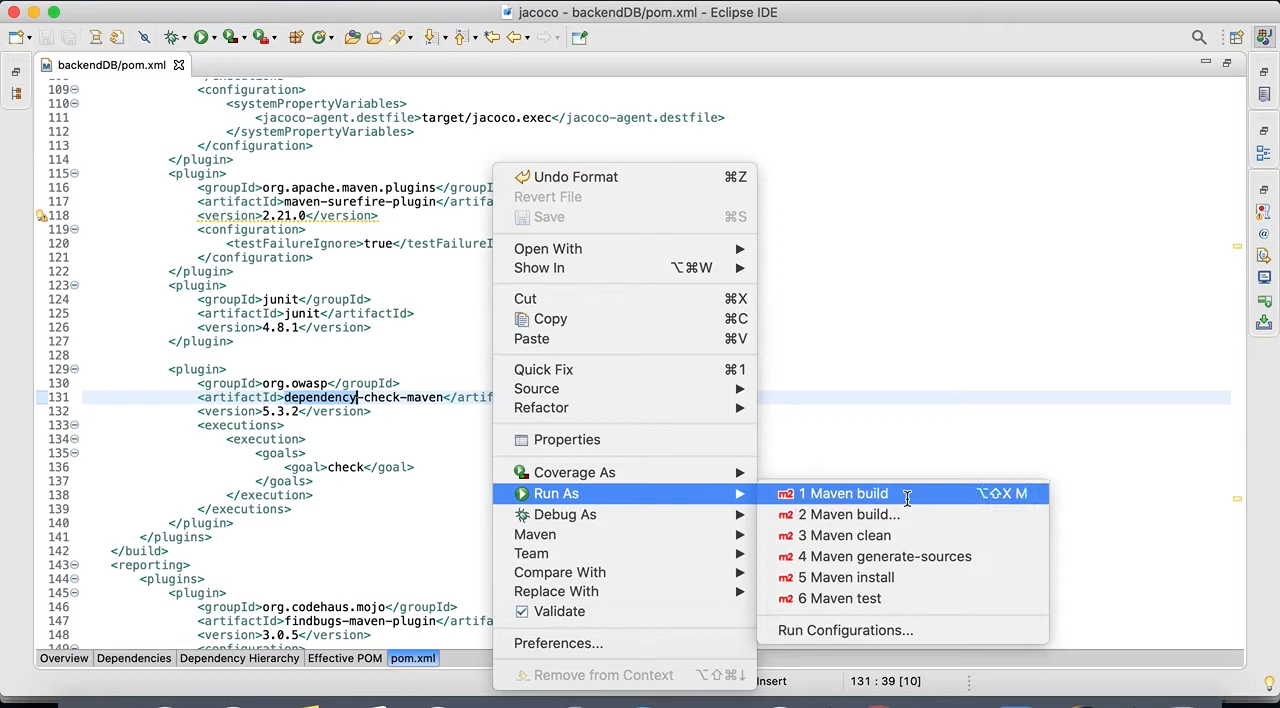 jacoco - backendDB/pom.xml - Eclipse IDE
backendDB/pom.xml
109 <configuration>
110 <systemPropertyVariables>
111 <jacoco-agent.destfile>target/jacoco.exec</jacoco-agent.destfile>
112 </systemPropertyVariables>
113 </configuration>
114 </plugin>
115 <plugin>
116 <groupId>org.apache.maven.plugins</groupI
117 <artifactId>maven-surefire-plugin</artifa
118 <version>2.21.0</version>
119 <configuration>
120 <testFailureIgnore>true</testFailureI
121 </configuration>
122 </plugin>
123 <plugin>
124 <groupId>junit</groupId>
125 <artifactId>junit</artifactId>
126 <version>4.8.1</version>
127 </plugin>
128
129 <plugin>
130 <groupId>org.owasp</groupId>
131 <artifactId>dependency-check-maven</artif
132 <version>5.3.2</version>
133 <executions>
134 <execution>
135 <goals>
136 <goal>check</goal>
137 </goals>
138 </execution>
139 </executions>
140 </plugin>
141 </plugins>
142 </build>
143 <reporting>
144 <plugins>
145 <plugin>
146 <groupId>org.codehaus.mojo</groupId>
147 <artifactId>findbugs-maven-plugin</artifa
148 <version>3.0.5</version>
Undo Format ⌘Z
Revert File
Save ⌘S
Open With
Show In ⌥⌘W
Cut ⌘X
Copy ⌘C
Paste ⌘V
Quick Fix ⌘1
Source
Refactor
Properties
Coverage As
Run As
Debug As
Maven
Team
Compare With
Replace With
Validate
Preferences...
Remove from Context ⌥⇧⌘↓
m2 1 Maven build ⌥⇧X M
m2 2 Maven build...
m2 3 Maven clean
m2 4 Maven generate-sources
m2 5 Maven install
m2 6 Maven test
Run Configurations...
Overview Dependencies Dependency Hierarchy Effective POM pom.xml
Insert 131 : 39 [10]